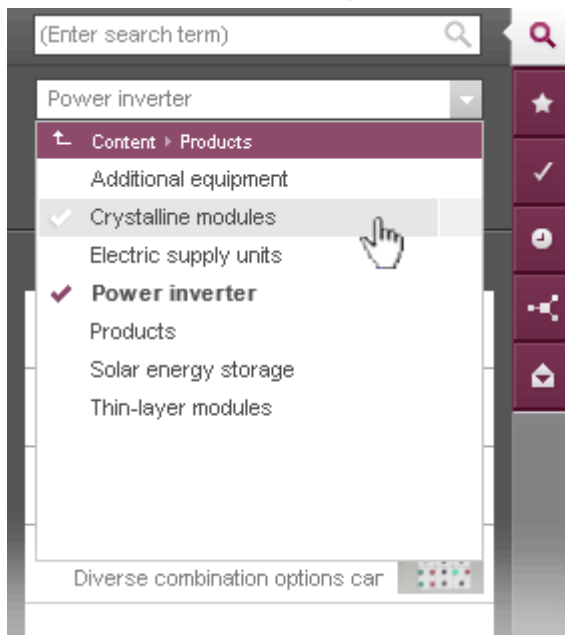 (Enter search term)
Power inverter
Content Products
Additional equipment
Crystalline modules
Electric supply units
Power inverter
Products
Solar energy storage
Thin-layer modules
Diverse combination options can